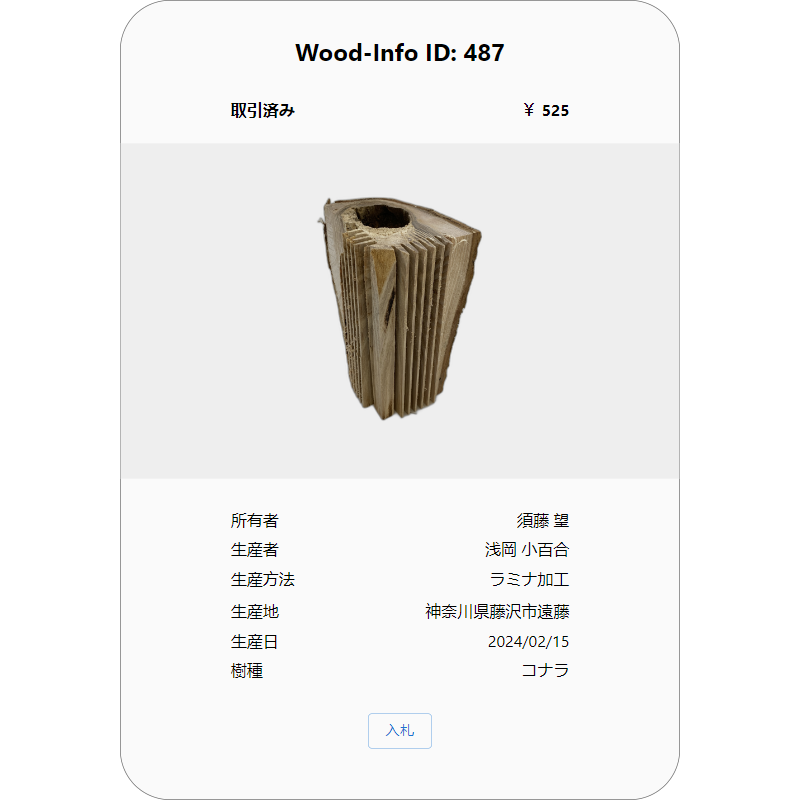 Wood-Info ID: 487
取引済み ¥ 525
所有者 須藤 望
生産者 浅岡 小百合
生産方法 ラミナ加工
生産地 神奈川県藤沢市遠藤
生産日 2024/02/15
樹種 コナラ
入札